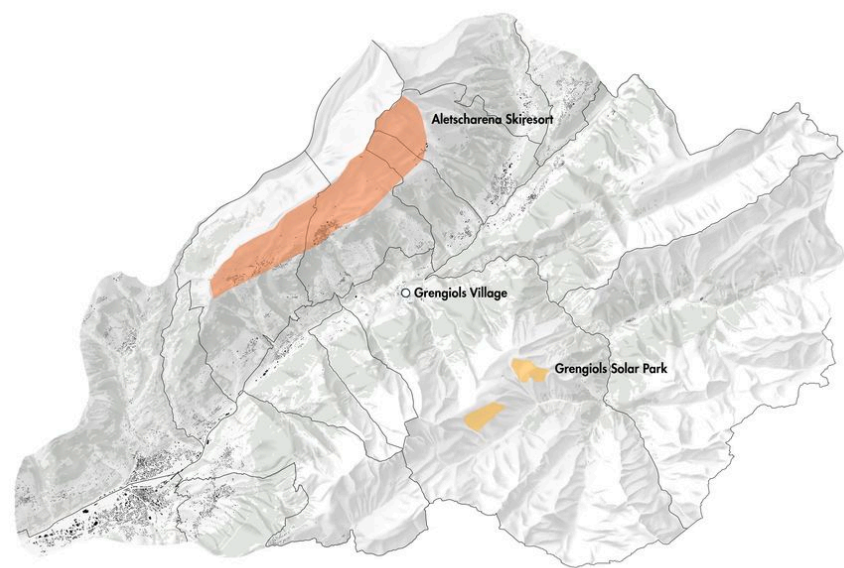 Aletscharena Skiresort
Grengiols Village
Grengiols Solar Park